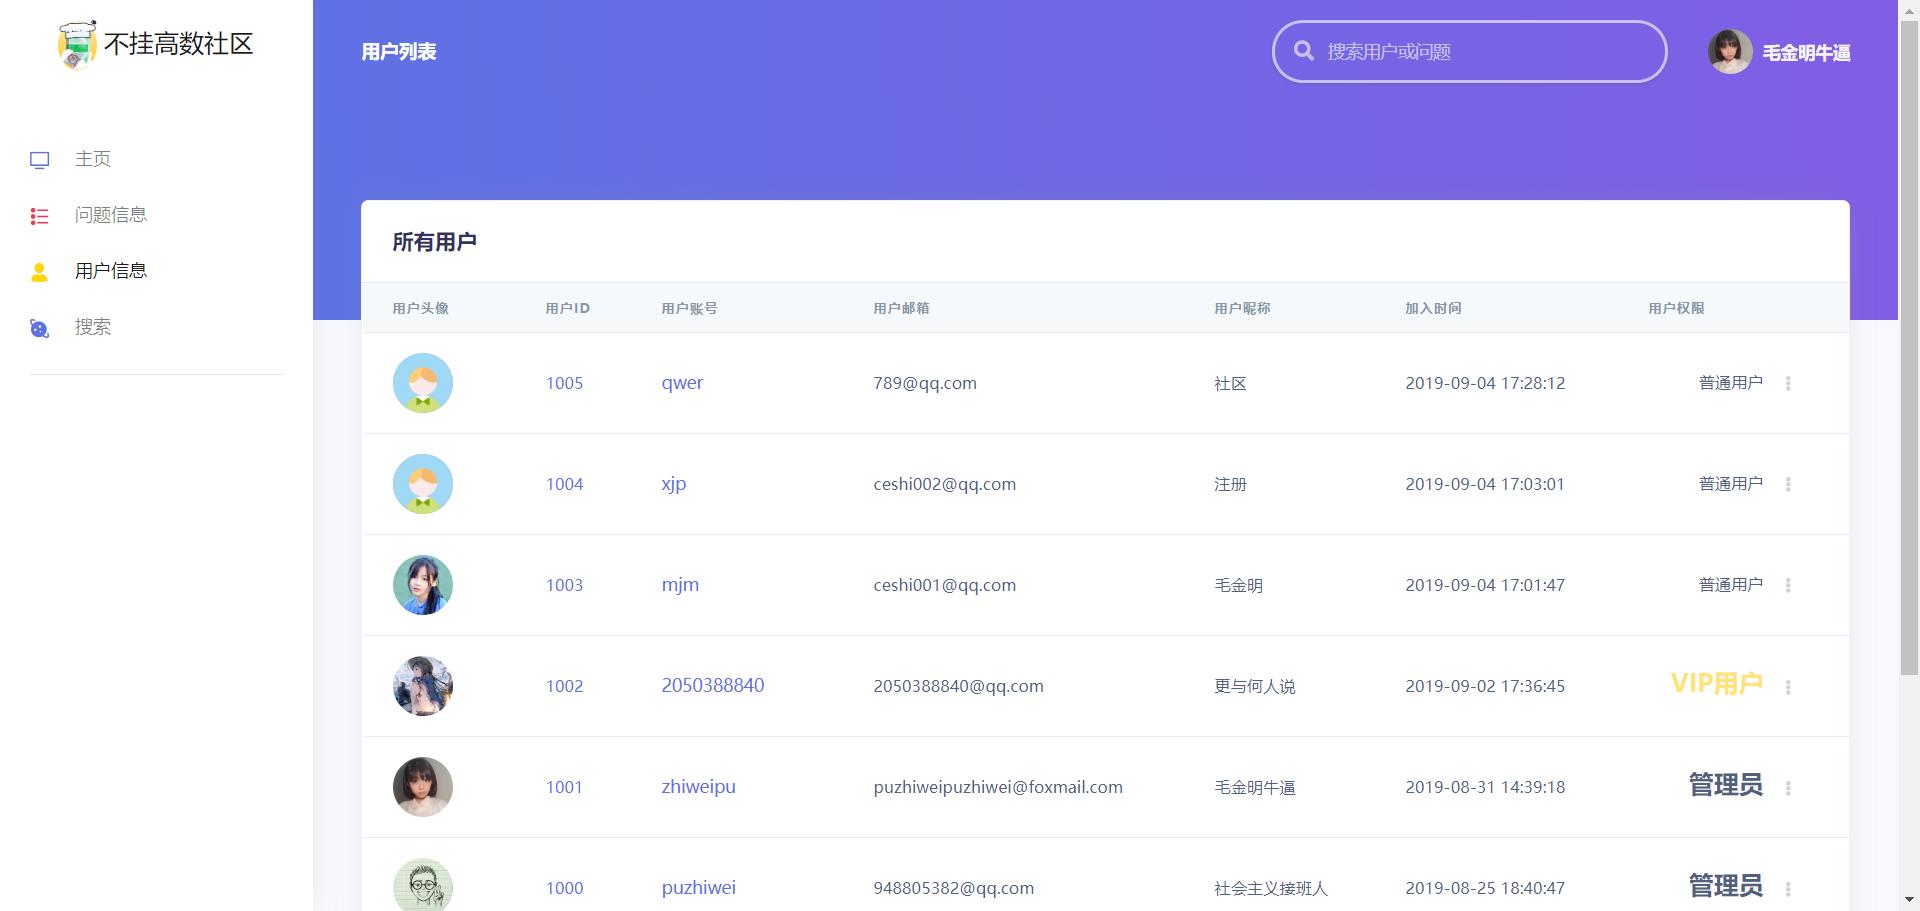 不挂高数社区
用户列表
搜索用户或问题
毛金明牛逼
主页
问题信息
用户信息
搜索
所有用户
用户头像 用户ID 用户账号 用户邮箱 用户昵称 加入时间 用户权限
1005 qwer 789@qq.com 社区 2019-09-04 17:28:12 普通用户
1004 xjp ceshi002@qq.com 注册 2019-09-04 17:03:01 普通用户
1003 mjm ceshi001@qq.com 毛金明 2019-09-04 17:01:47 普通用户
1002 2050388840 2050388840@qq.com 更与何人说 2019-09-02 17:36:45 VIP用户
1001 zhiweipu puzhiweipuzhiwei@foxmail.com 毛金明牛逼 2019-08-31 14:39:18 管理员
1000 puzhiwei 948805382@qq.com 社会主义接班人 2019-08-25 18:40:47 管理员